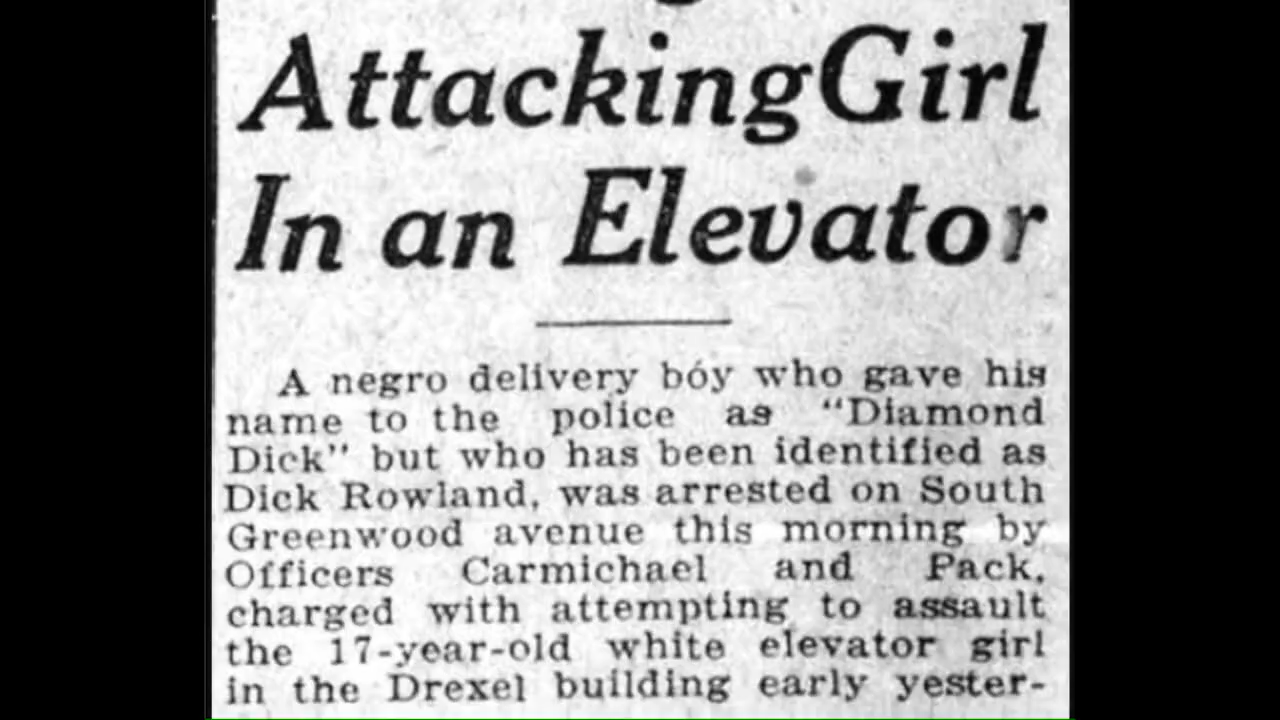 Attacking Girl
In an Elevator
A negro delivery boy who gave his
name to the police as “Diamond
Dick” but who has been identified as
Dick Rowland, was arrested on South
Greenwood avenue this morning by
Officers Carmichael and Pack,
charged with attempting to assault
the 17-year-old white elevator girl
in the Drexel building early yester-